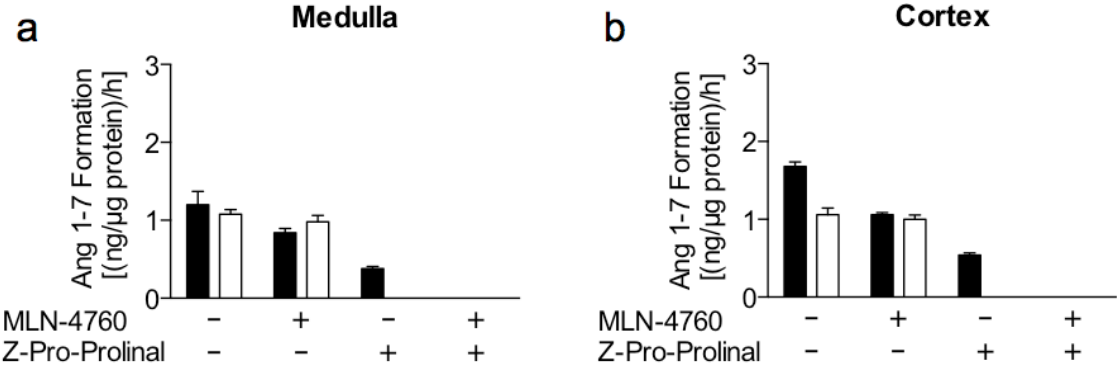 a
Medulla
Ang 1-7 Formation
[(ng/μg protein)/h]
3
2
1
0
MLN-4760 − + − +
Z-Pro-Prolinal − − + +
b
Cortex
Ang 1-7 Formation
[(ng/μg protein)/h]
3
2
1
0
MLN-4760 − + − +
Z-Pro-Prolinal − − + +